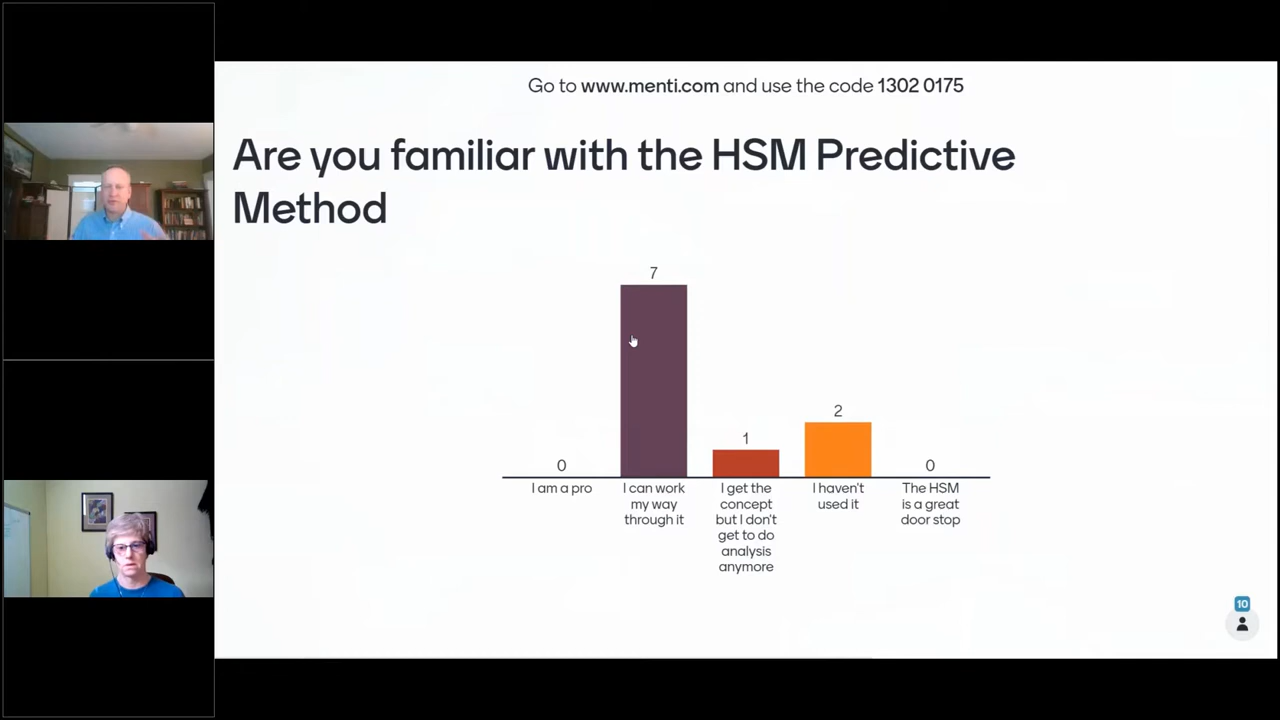 Go to www.menti.com and use the code 1302 0175
Are you familiar with the HSM Predictive
Method
7
2
1
0
0
I am a pro
I can work
my way
through it
I get the
concept
but I don't
get to do
analysis
anymore
I haven't
used it
The HSM
is a great
door stop
10